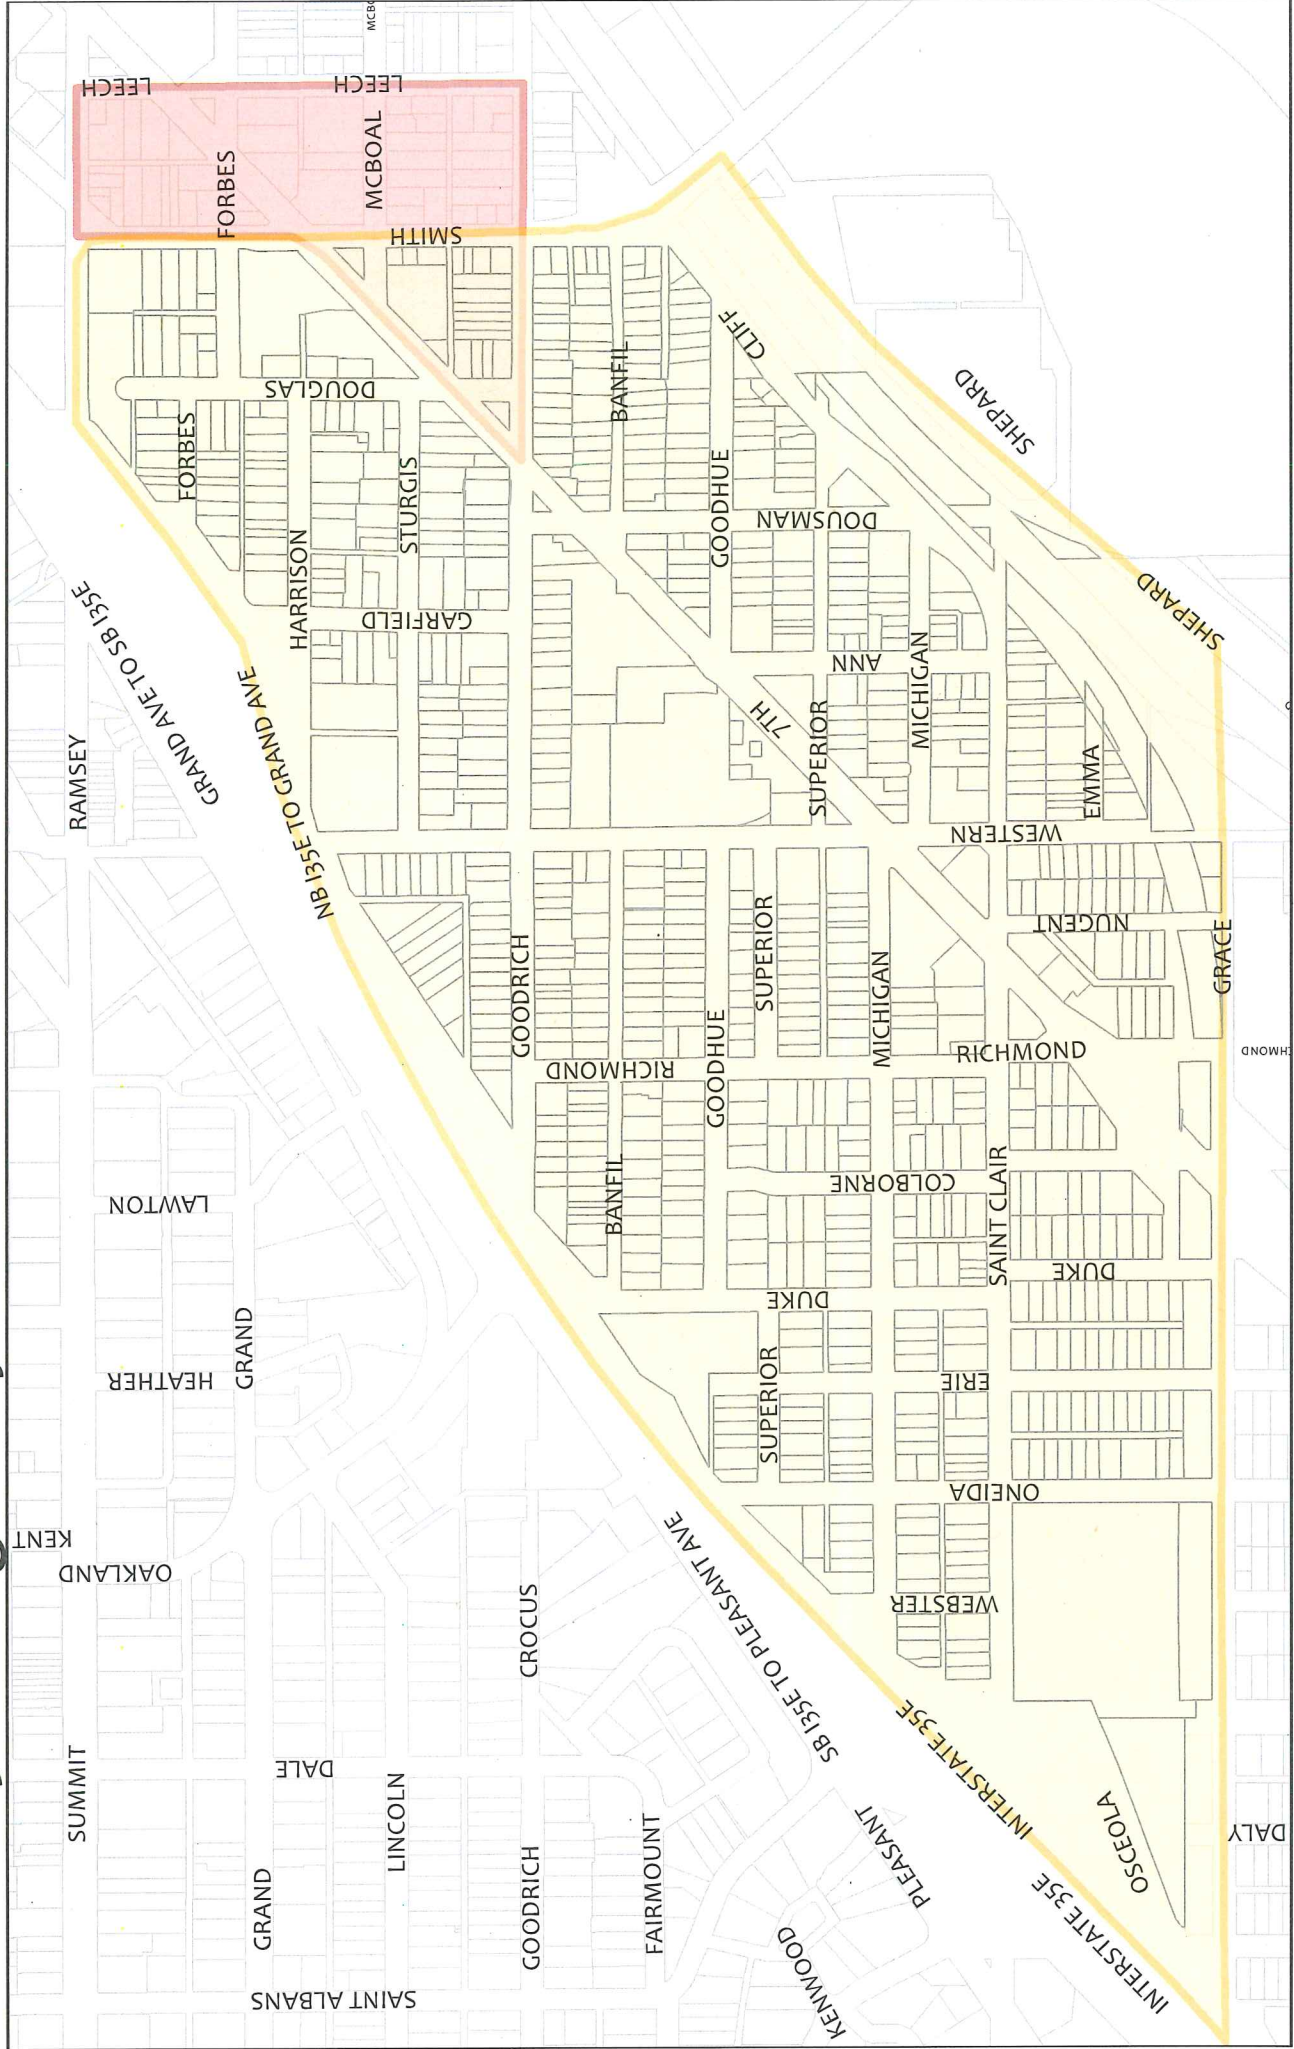 MCBO
LEECH
LEECH
FORBES
MCBOAL
SMITH
CLIFF
BANFIL
DOUGLAS
FORBES
SHEPARD
STURGIS
GOODHUE
DOUSMAN
HARRISON
GARFIELD
GRAND AVE TO SB I35E
SHEPARD
ANN
MICHIGAN
7TH
SUPERIOR
NB I35E TO GRAND AVE
RAMSEY
GRAND
EMMA
WESTERN
NUGENT
SUPERIOR
GOODRICH
MICHIGAN
GRACE
RICHMOND
RICHMOND
CHMOND
GOODHUE
BANFIL
COLBORNE
SAINT CLAIR
LAWTON
DUKE
DUKE
GRAND
HEATHER
SUPERIOR
ERIE
ONEIDA
KENT
OAKLAND
SB I35E TO PLEASANT AVE
CROCUS
WEBSTER
INTERSTATE 35E
SUMMIT
DALE
LINCOLN
OSCEOLA
DALY
PLEASANT
GRAND
GOODRICH
FAIRMOUNT
INTERSTATE 35E
KENWOOD
SAINT ALBANS